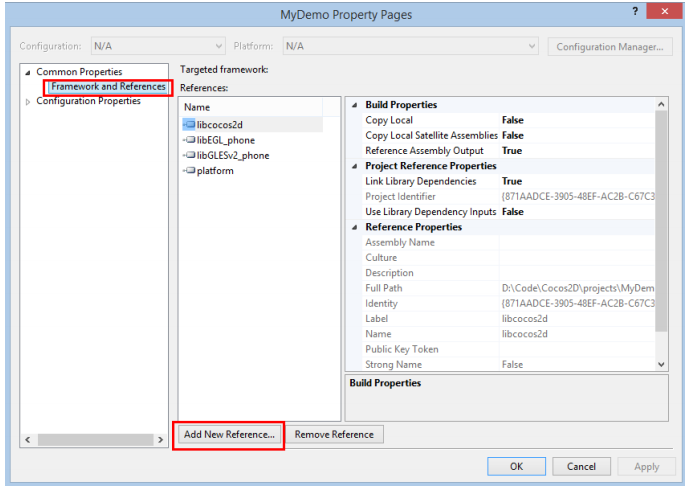 MyDemo Property Pages
?
Configuration: N/A Platform: N/A Configuration Manager...
Common Properties
Framework and References
Configuration Properties
Targeted framework:
References:
Name
libcocos2d
libEGL_phone
libGLESv2_phone
platform
Build Properties
Copy Local False
Copy Local Satellite Assemblies False
Reference Assembly Output True
Project Reference Properties
Link Library Dependencies True
Project Identifier {871AADCE-3905-48EF-AC2B-C67C3
Use Library Dependency Inputs False
Reference Properties
Assembly Name
Culture
Description
Full Path D:\Code\Cocos2D\projects\MyDem
Identity {871AADCE-3905-48EF-AC2B-C67C3
Label libcocos2d
Name libcocos2d
Public Key Token
Strong Name False
Build Properties
Add New Reference... Remove Reference
OK Cancel Apply